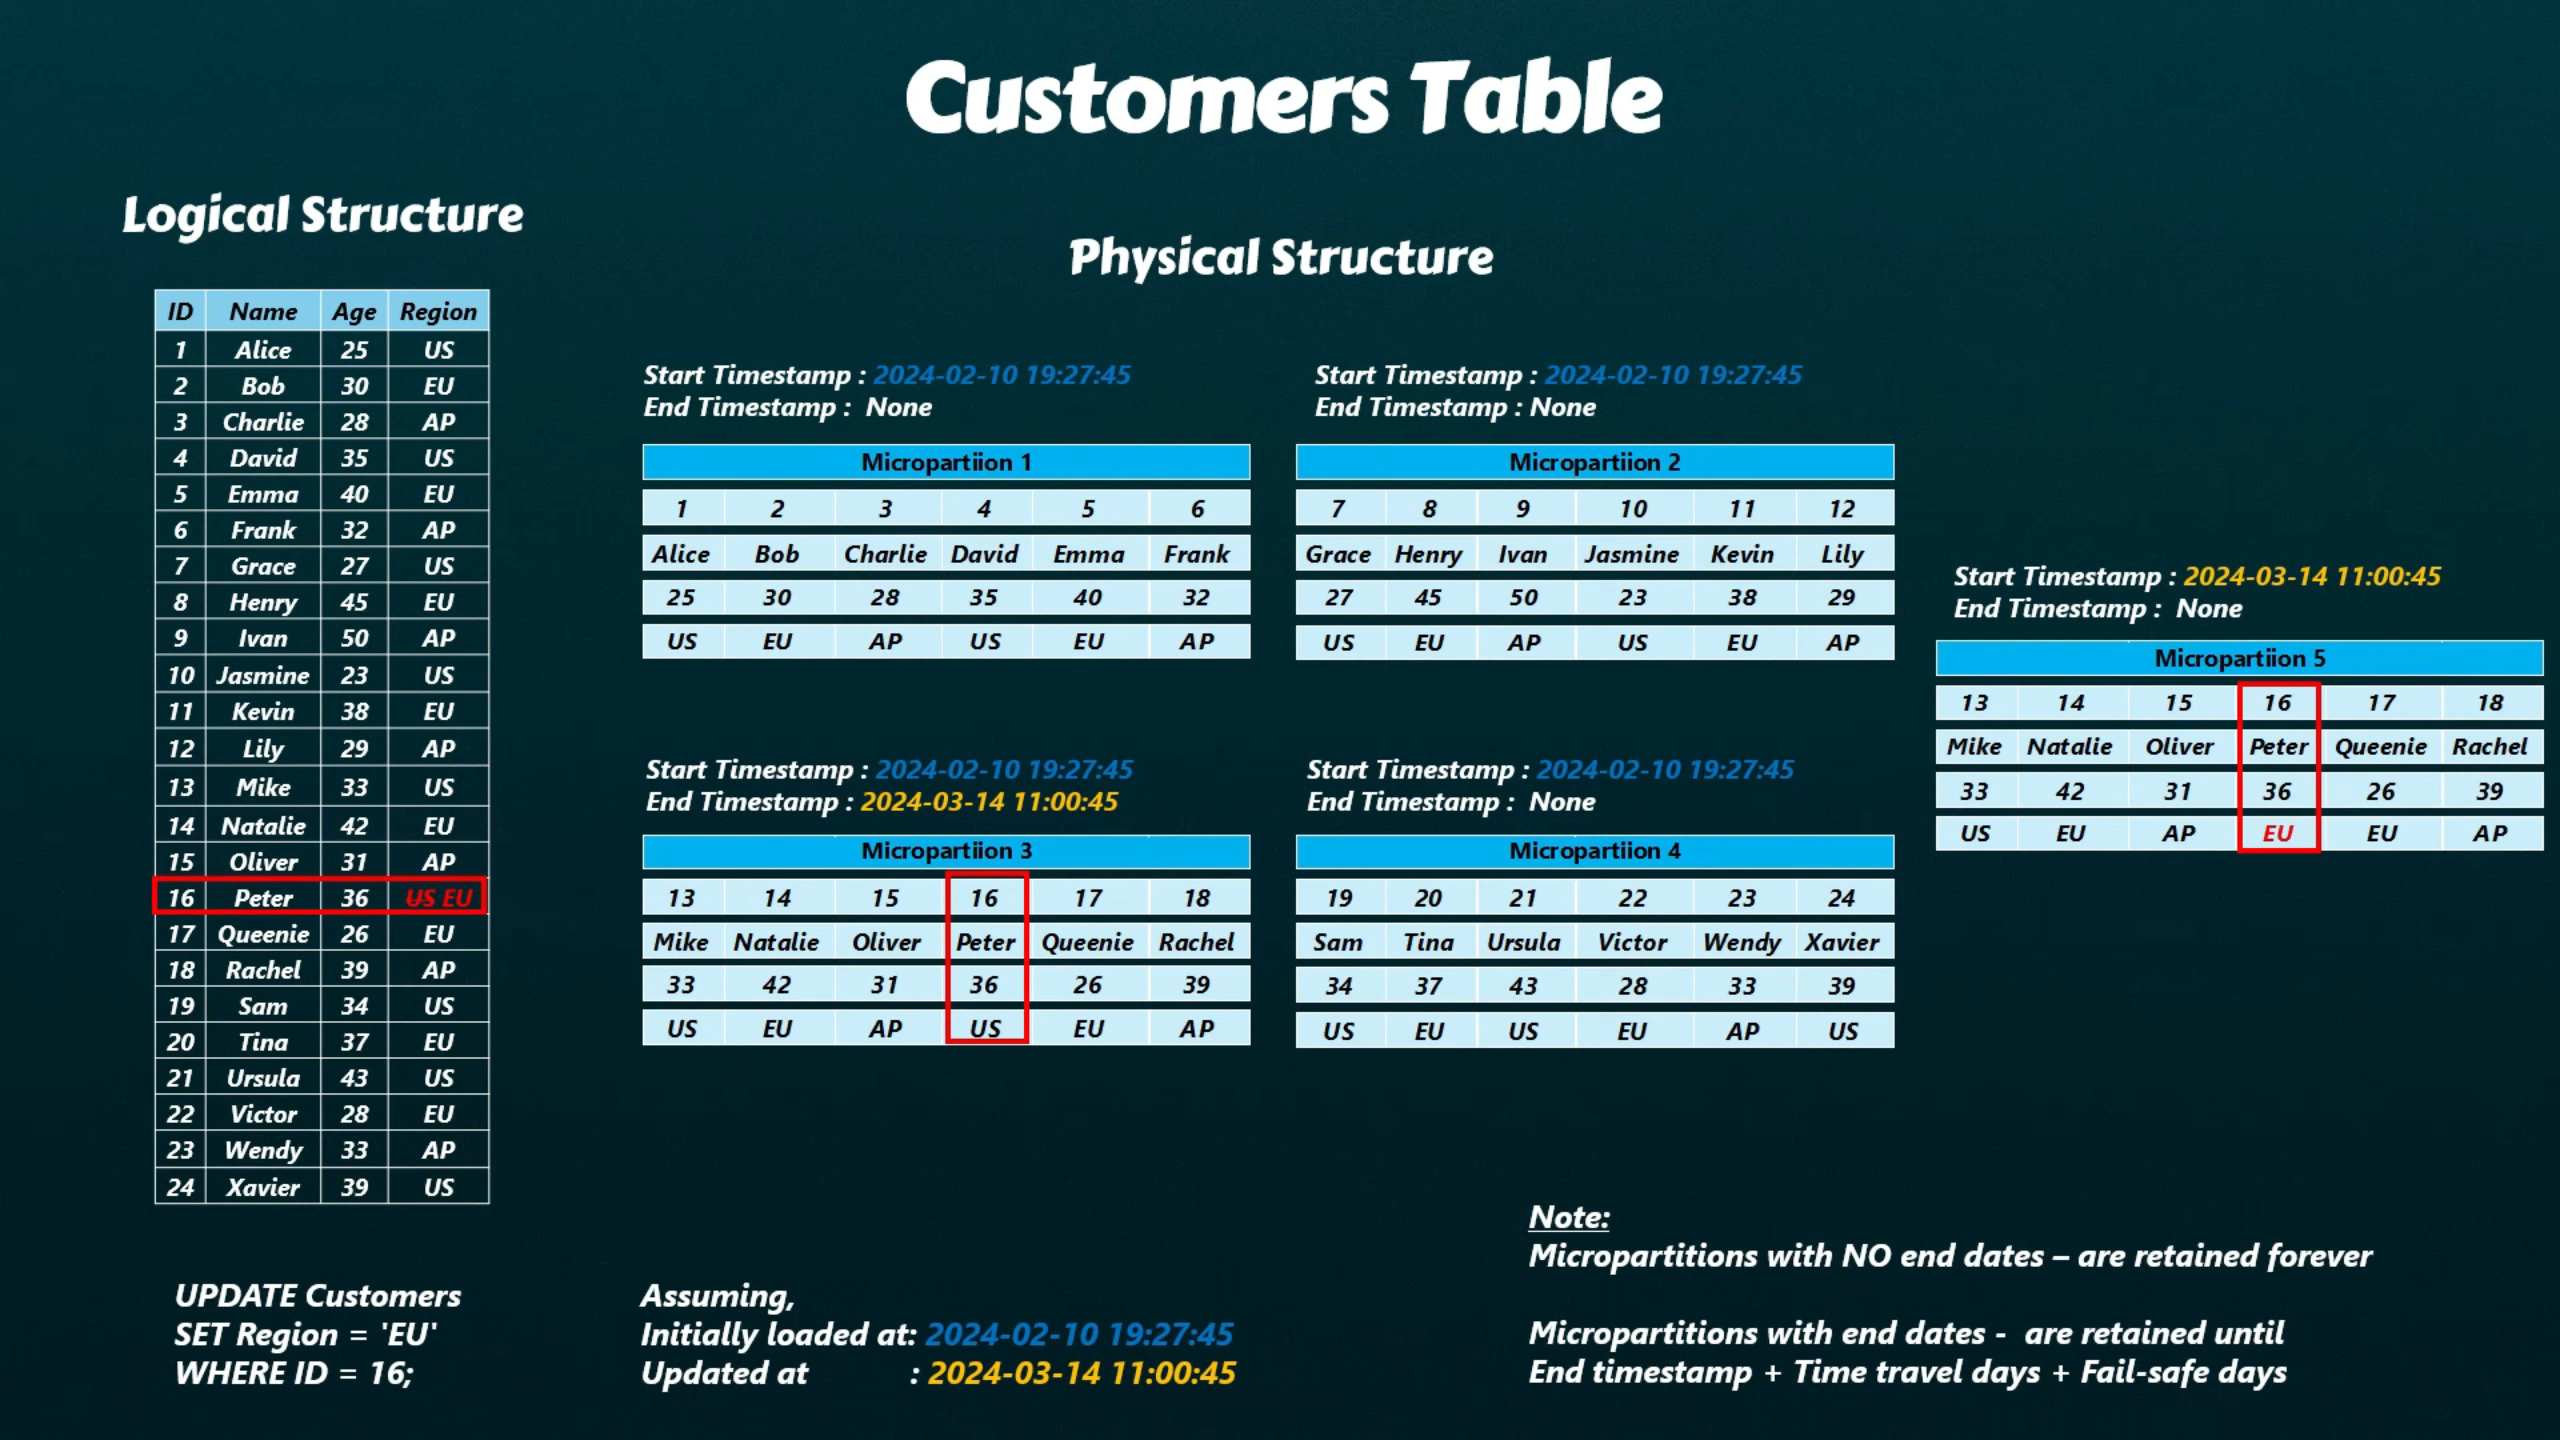 Customers Table
Logical Structure
ID Name Age Region
1 Alice 25 US
2 Bob 30 EU
3 Charlie 28 AP
4 David 35 US
5 Emma 40 EU
6 Frank 32 AP
7 Grace 27 US
8 Henry 45 EU
9 Ivan 50 AP
10 Jasmine 23 US
11 Kevin 38 EU
12 Lily 29 AP
13 Mike 33 US
14 Natalie 42 EU
15 Oliver 31 AP
16 Peter 36 US EU
17 Queenie 26 EU
18 Rachel 39 AP
19 Sam 34 US
20 Tina 37 EU
21 Ursula 43 US
22 Victor 28 EU
23 Wendy 33 AP
24 Xavier 39 US
UPDATE Customers
SET Region = 'EU'
WHERE ID = 16;
Physical Structure
Start Timestamp : 2024-02-10 19:27:45
End Timestamp : None
Micropartiion 1
1 2 3 4 5 6
Alice Bob Charlie David Emma Frank
25 30 28 35 40 32
US EU AP US EU AP
Start Timestamp : 2024-02-10 19:27:45
End Timestamp : None
Micropartiion 2
7 8 9 10 11 12
Grace Henry Ivan Jasmine Kevin Lily
27 45 50 23 38 29
US EU AP US EU AP
Start Timestamp : 2024-02-10 19:27:45
End Timestamp : 2024-03-14 11:00:45
Micropartiion 3
13 14 15 16 17 18
Mike Natalie Oliver Peter Queenie Rachel
33 42 31 36 26 39
US EU AP US EU AP
Start Timestamp : 2024-02-10 19:27:45
End Timestamp : None
Micropartiion 4
19 20 21 22 23 24
Sam Tina Ursula Victor Wendy Xavier
34 37 43 28 33 39
US EU US EU AP US
Start Timestamp : 2024-03-14 11:00:45
End Timestamp : None
Micropartiion 5
13 14 15 16 17 18
Mike Natalie Oliver Peter Queenie Rachel
33 42 31 36 26 39
US EU AP EU EU AP
Assuming,
Initially loaded at: 2024-02-10 19:27:45
Updated at : 2024-03-14 11:00:45
Note:
Micropartitions with NO end dates – are retained forever
Micropartitions with end dates - are retained until
End timestamp + Time travel days + Fail-safe days